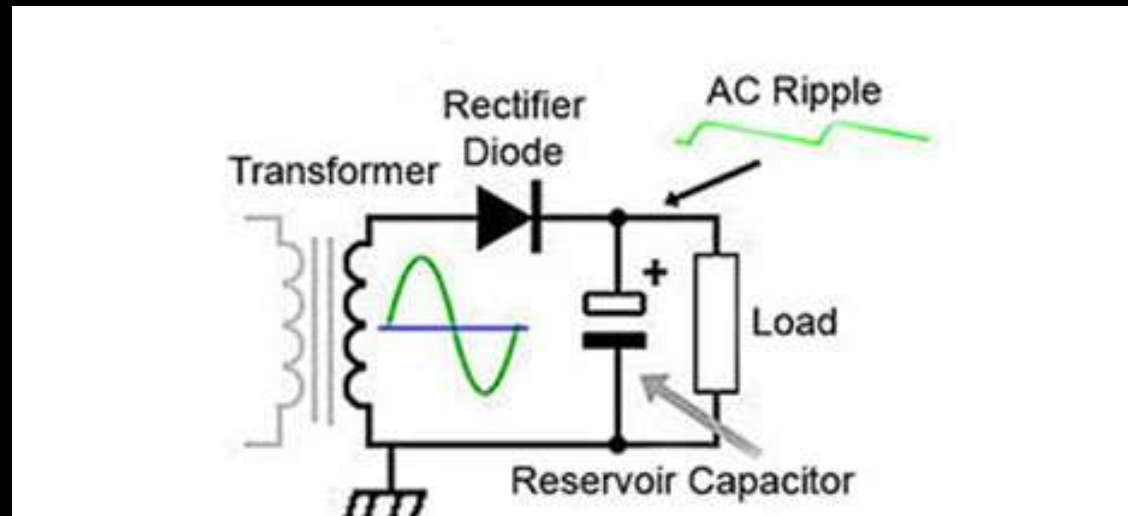 AC Ripple
Rectifier
Diode
Transformer
+
Load
Reservoir Capacitor